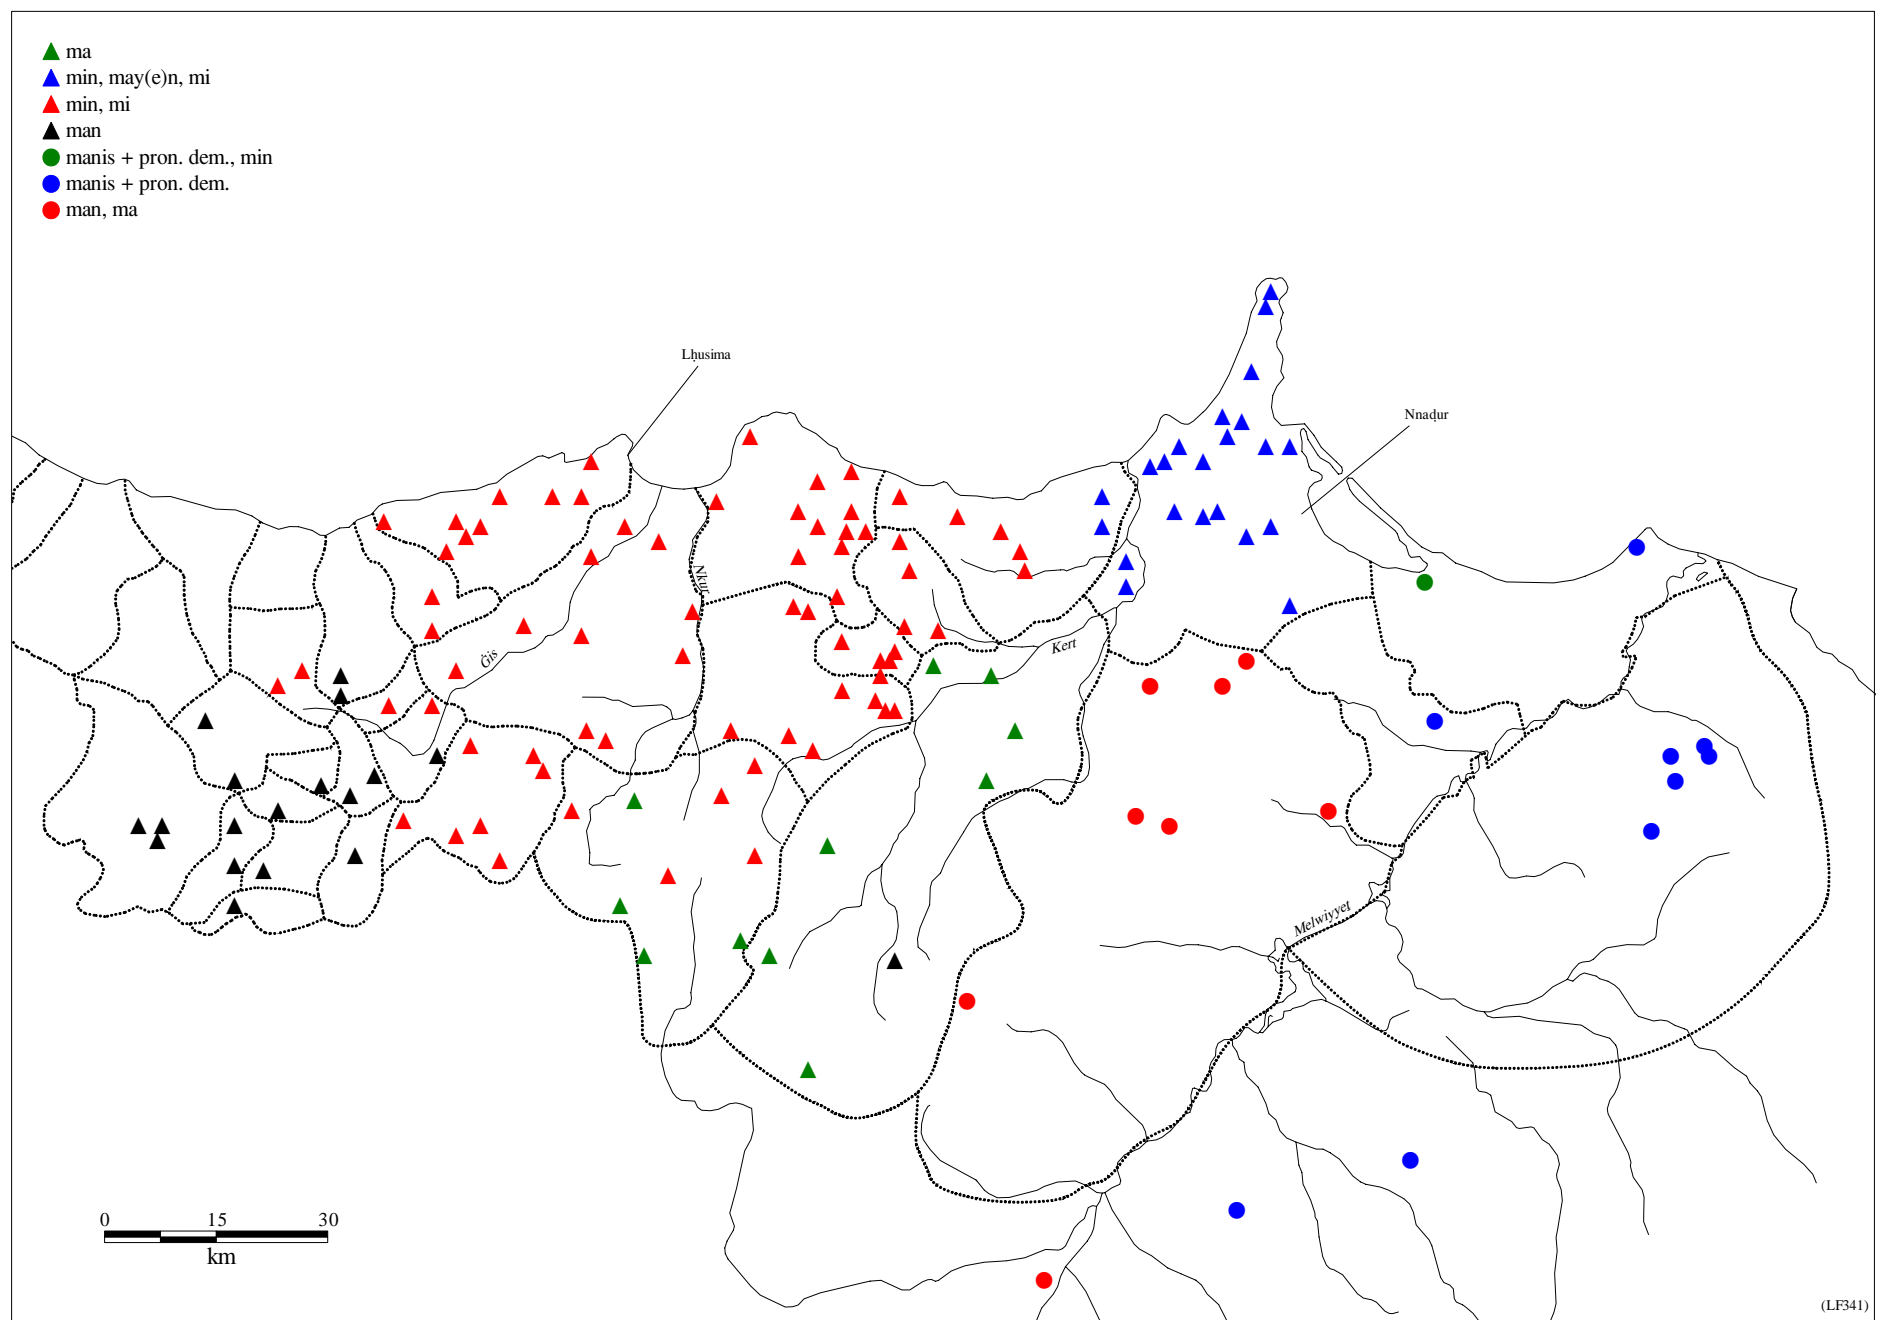 ma
min, may(e)n, mi
min, mi
man
manis + pron. dem., min
manis + pron. dem.
man, ma
Lḥusima
Nnaḍur
Nkur
Ġis
Kert
Melwiyyet
0 15 30
km
(LF341)